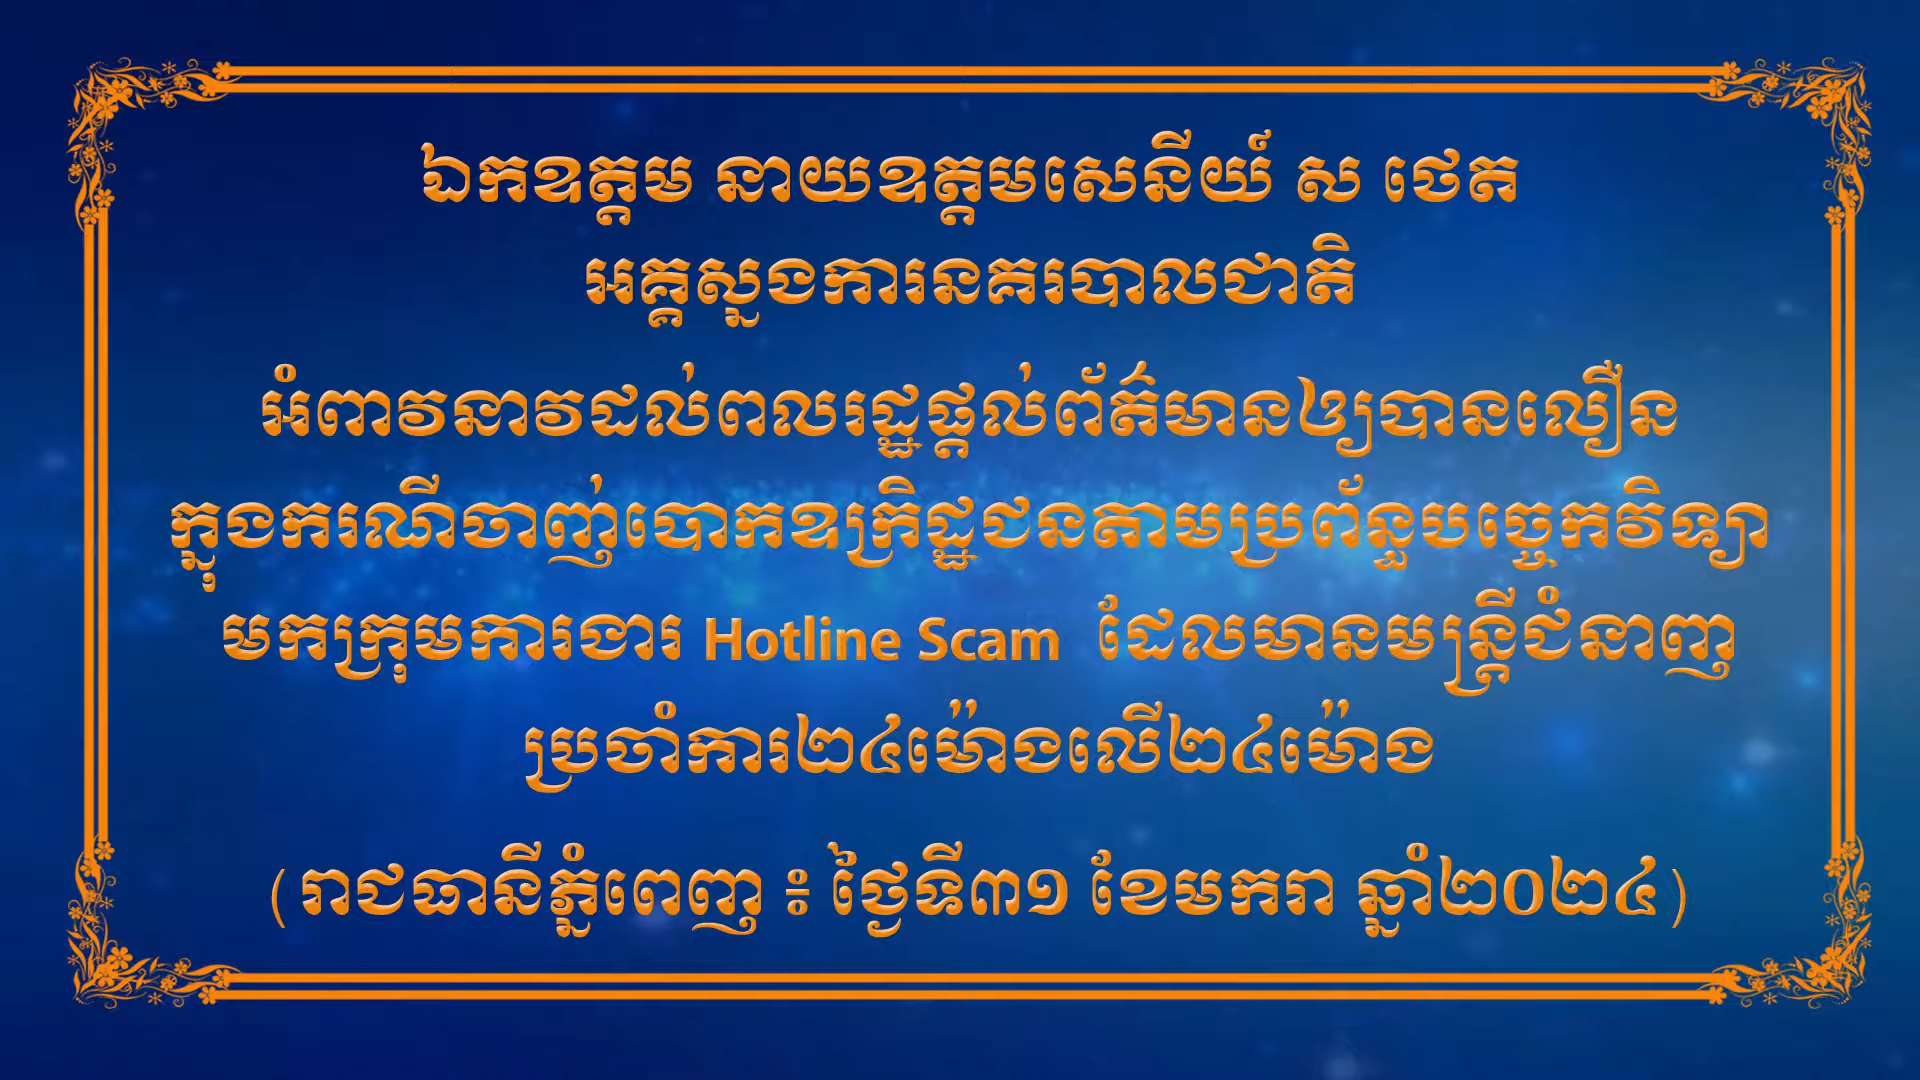 ឯកឧត្តម នាយឧត្តមសេនីយ៍ ស ថេត
អគ្គស្នងការនគរបាលជាតិ
អំពាវនាវដល់ពលរដ្ឋផ្តល់ព័ត៌មានឲ្យបានលឿន
ក្នុងករណីចាញ់បោកឧក្រិដ្ឋជនតាមប្រព័ន្ធបច្ចេកវិទ្យា
មកក្រុមការងារ Hotline Scam ដែលមានមន្ត្រីជំនាញ
ប្រចាំការ២៤ម៉ោងលើ២៤ម៉ោង
(រាជធានីភ្នំពេញ ៖ ថ្ងៃទី៣១ ខែមករា ឆ្នាំ២០២៤)